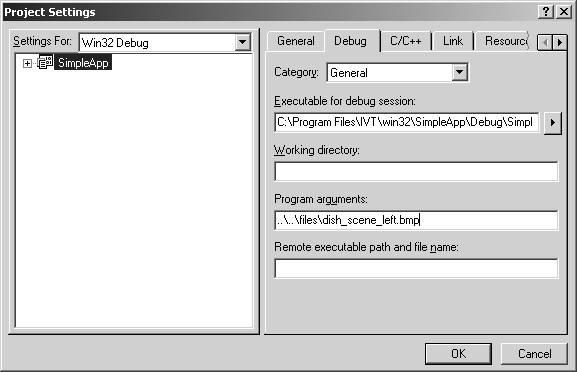 Project Settings
Settings For: Win32 Debug
SimpleApp
General Debug C/C++ Link Resourc
Category: General
Executable for debug session:
C:\Program Files\IVT\win32\SimpleApp\Debug\Simpl
Working directory:
Program arguments:
..\..\files\dish_scene_left.bmp
Remote executable path and file name:
OK Cancel